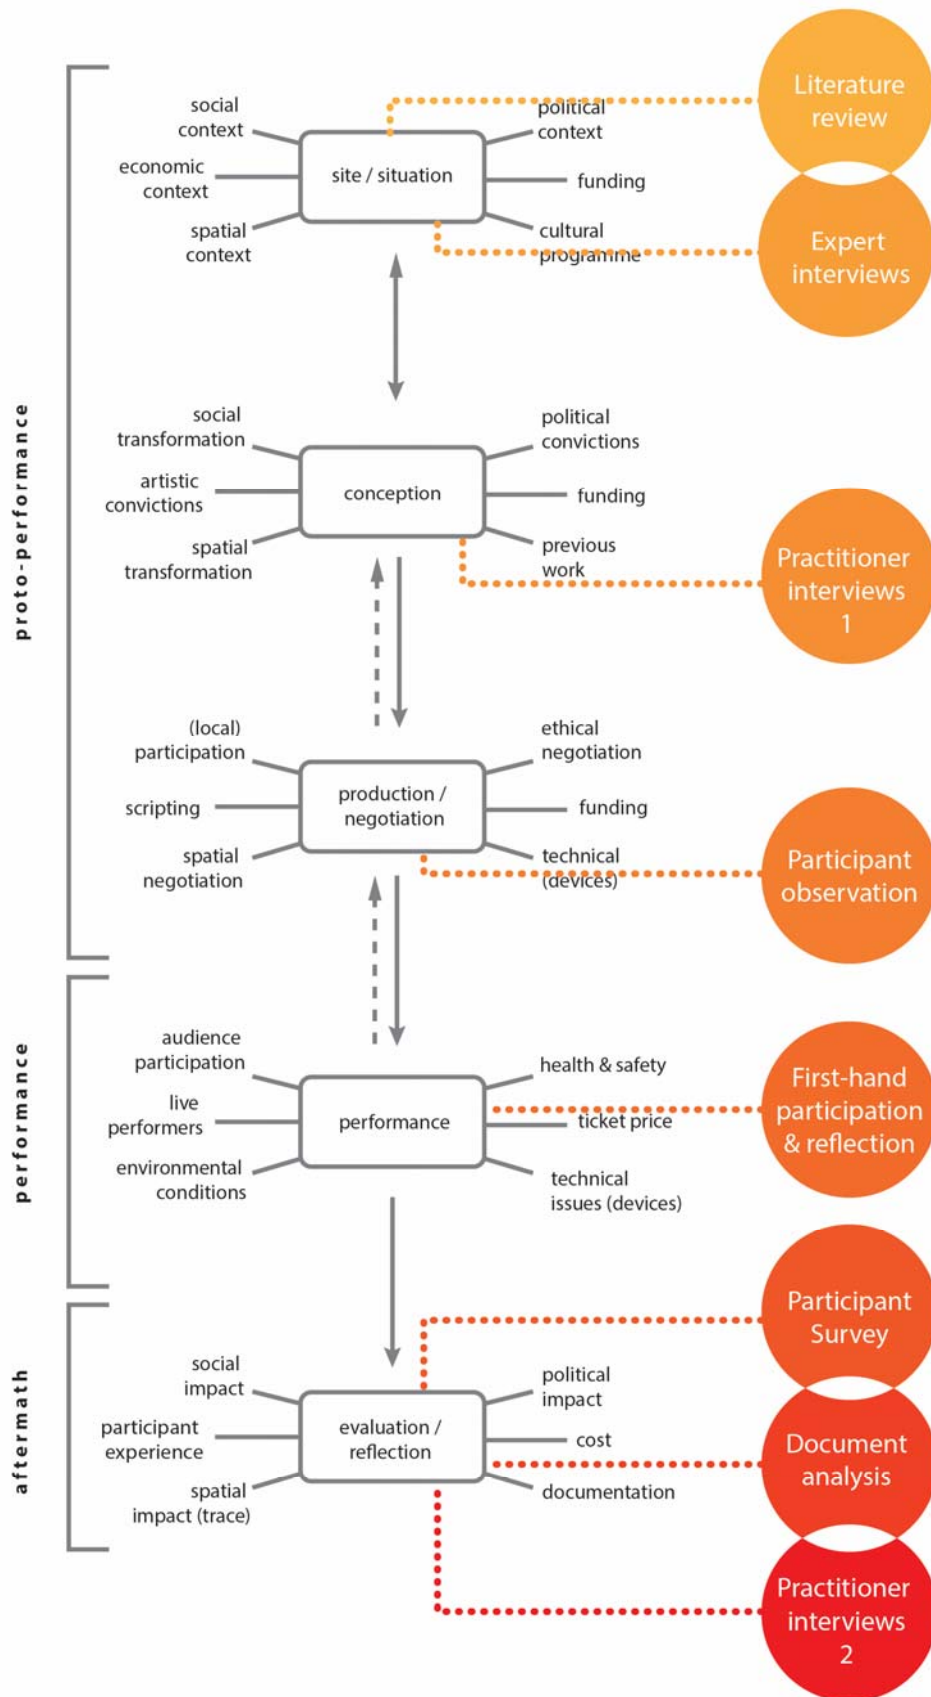 proto-performance
social
context
economic
context
spatial
context
site / situation
political
context
funding
cultural
programme
Literature
review
Expert
interviews
social
transformation
artistic
convictions
spatial
transformation
conception
political
convictions
funding
previous
work
Practitioner
interviews
1
(local)
participation
scripting
spatial
negotiation
production /
negotiation
ethical
negotiation
funding
technical
(devices)
Participant
observation
performance
audience
participation
live
performers
environmental
conditions
performance
health & safety
ticket price
technical
issues (devices)
First-hand
participation
& reflection
aftermath
social
impact
participant
experience
spatial
impact (trace)
evaluation /
reflection
political
impact
cost
documentation
Participant
Survey
Document
analysis
Practitioner
interviews
2